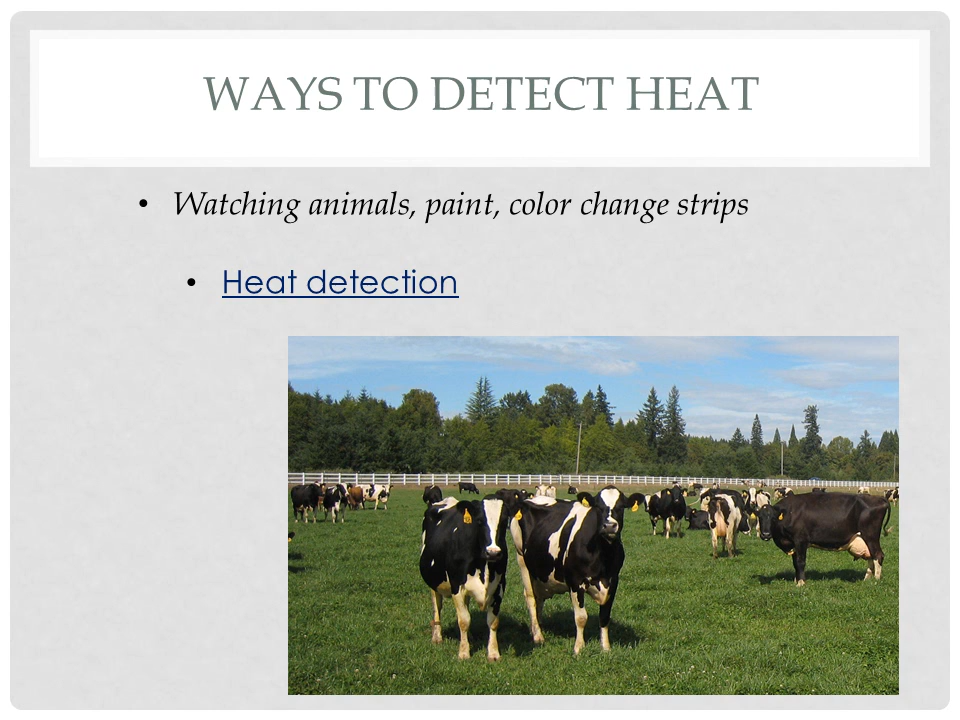 WAYS TO DETECT HEAT
• Watching animals, paint, color change strips
• Heat detection